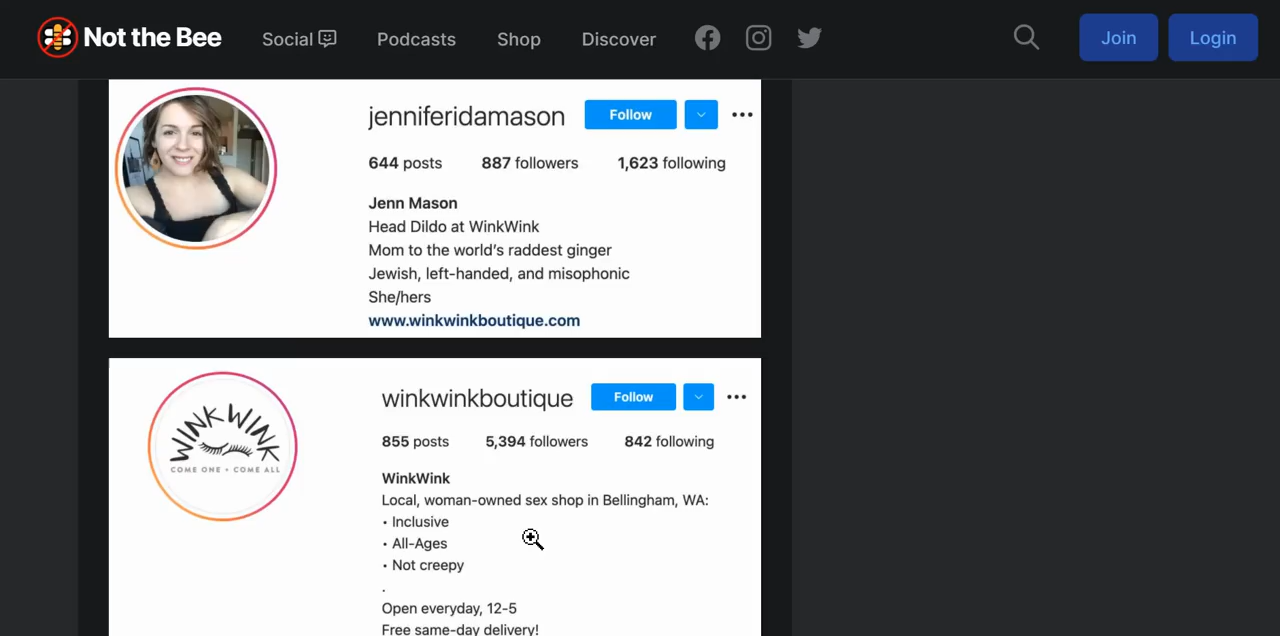 Not the Bee
Social
Podcasts
Shop
Discover
Join
Login
jenniferidamason
Follow
644 posts 887 followers 1,623 following
Jenn Mason
Head Dildo at WinkWink
Mom to the world's raddest ginger
Jewish, left-handed, and misophonic
She/hers
www.winkwinkboutique.com
WINKWINK
COME ONE • COME ALL
winkwinkboutique
Follow
855 posts 5,394 followers 842 following
WinkWink
Local, woman-owned sex shop in Bellingham, WA:
• Inclusive
• All-Ages
• Not creepy
.
Open everyday, 12-5
Free same-day delivery!